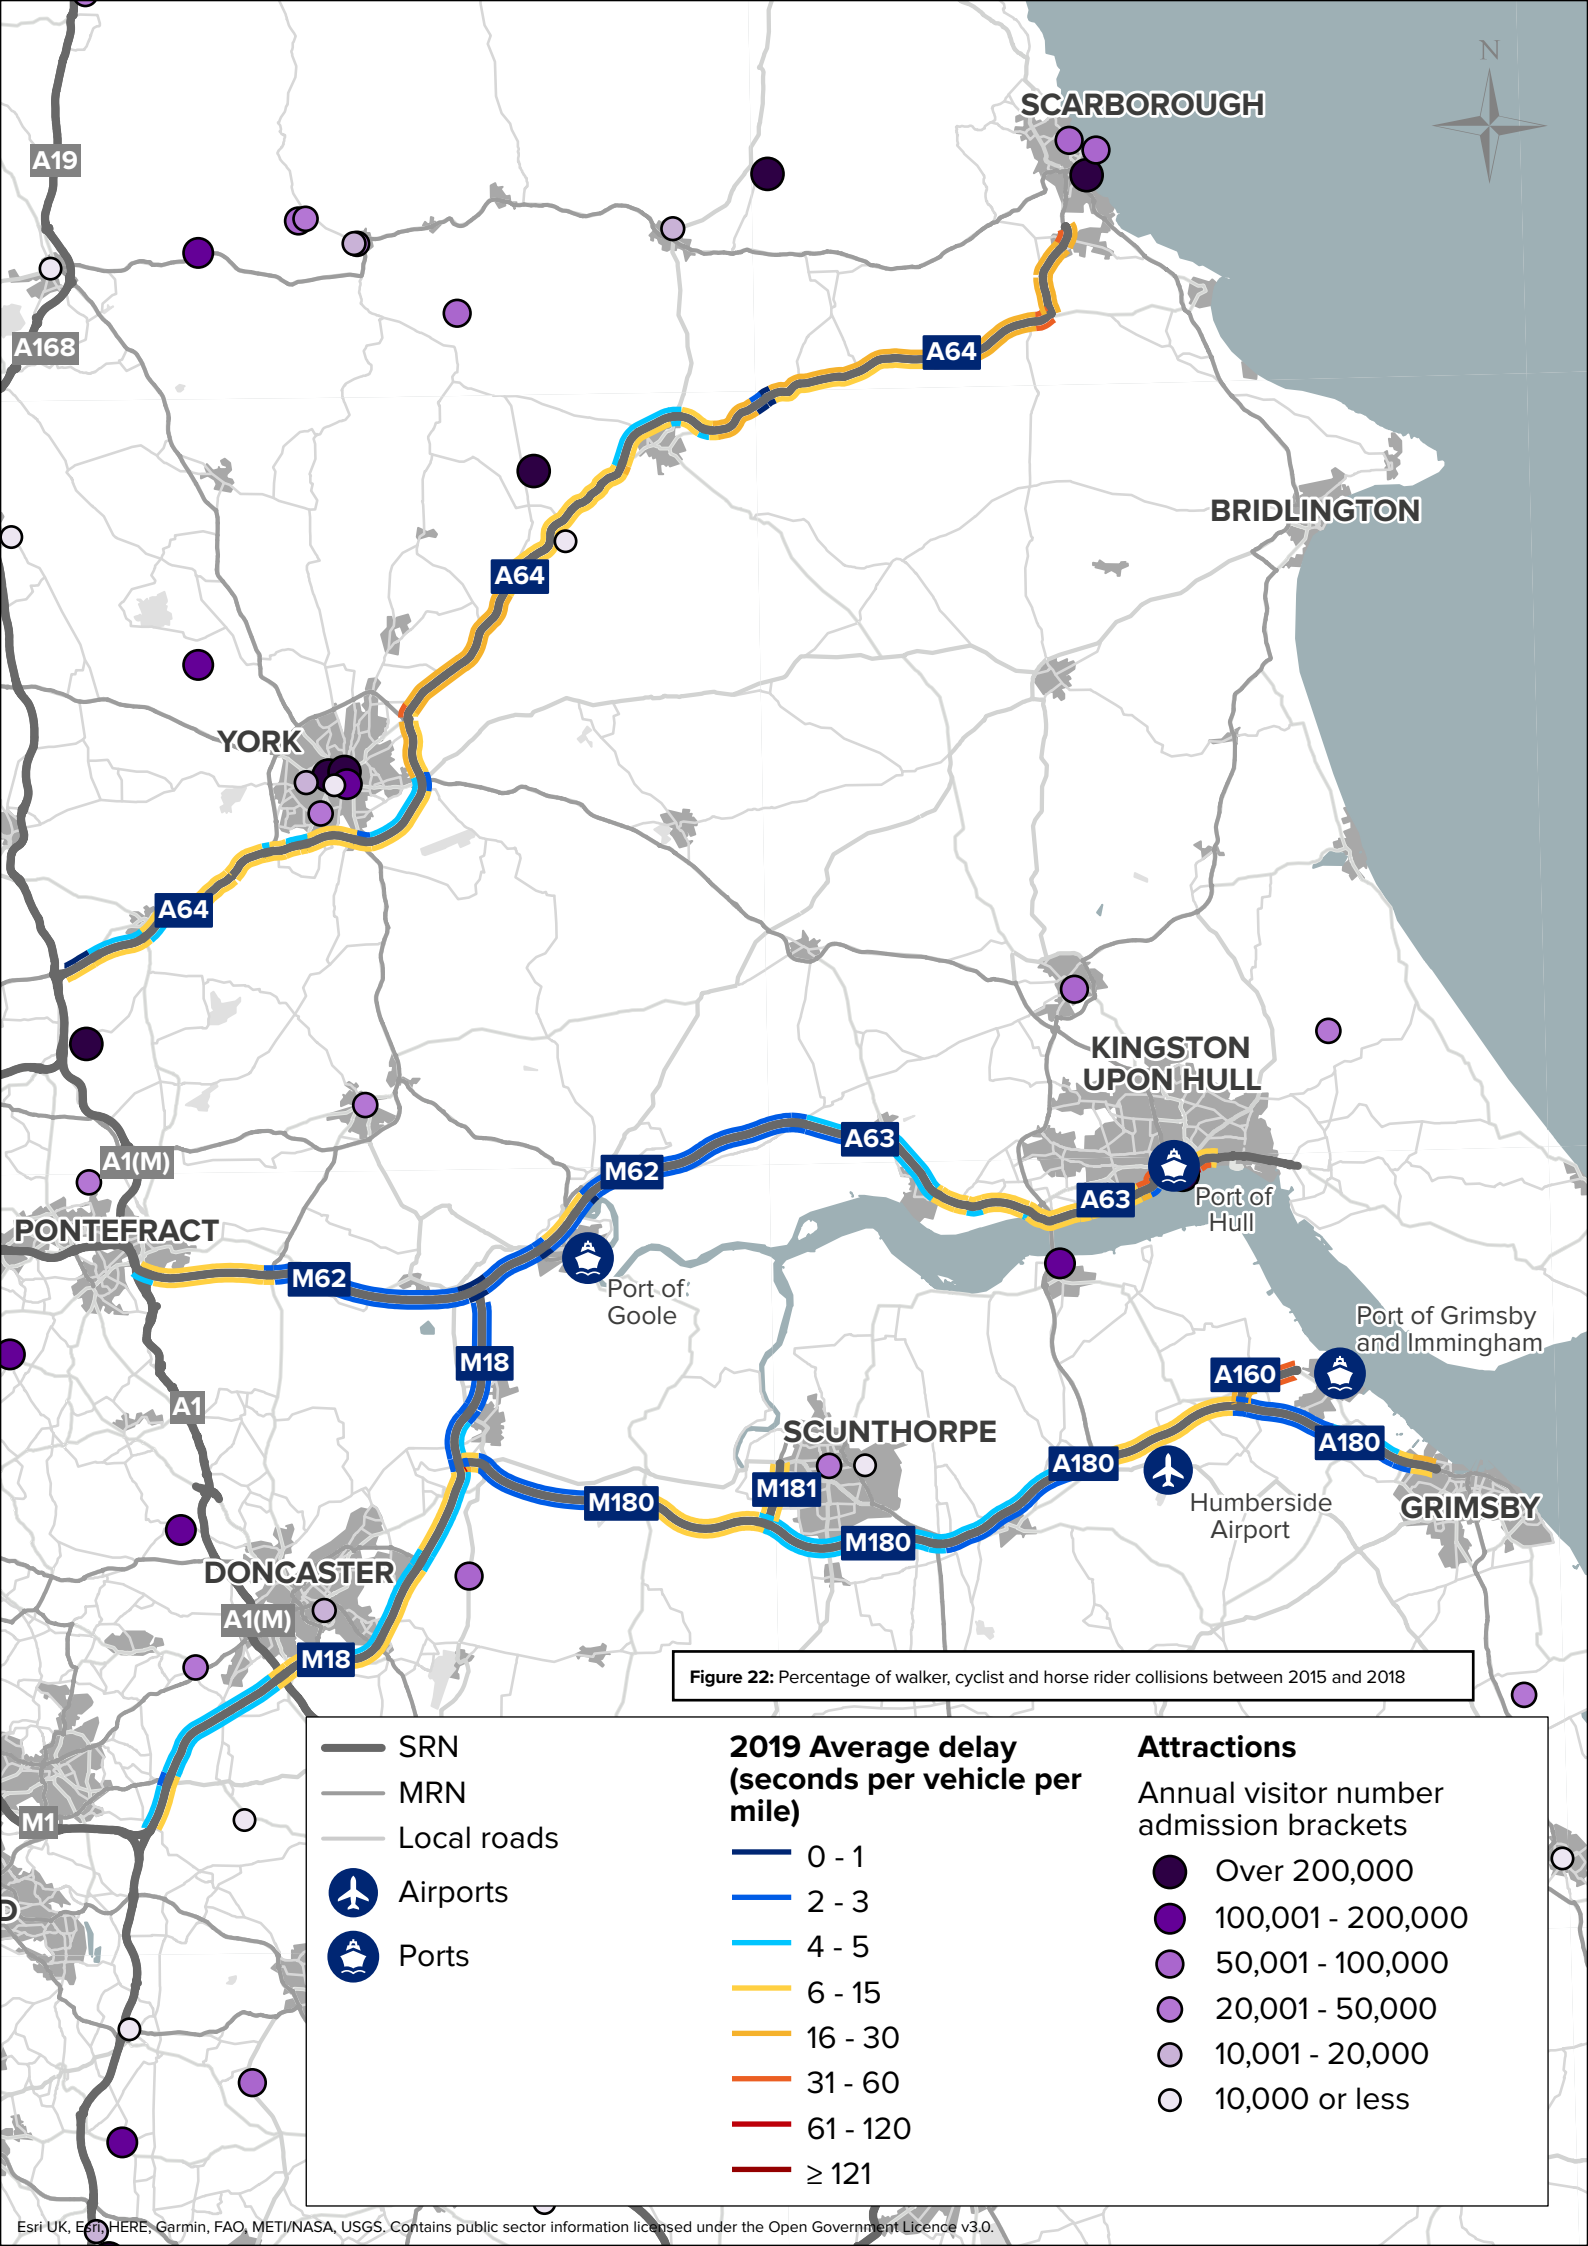 N
SCARBOROUGH
A19
A168
A64
BRIDLINGTON
A64
YORK
A64
KINGSTON
UPON HULL
A63
M62
A1(M)
A63
Port of
Hull
PONTEFRACT
M62
Port of
Goole
Port of Grimsby
and Immingham
M18
A160
A1
SCUNTHORPE
A180
A180
M181
M180
Humberside
Airport
GRIMSBY
M180
DONCASTER
A1(M)
M18
Figure 22: Percentage of walker, cyclist and horse rider collisions between 2015 and 2018
M1
D
SRN
MRN
Local roads
Airports
Ports
2019 Average delay
(seconds per vehicle per
mile)
0 - 1
2 - 3
4 - 5
6 - 15
16 - 30
31 - 60
61 - 120
≥ 121
Attractions
Annual visitor number
admission brackets
Over 200,000
100,001 - 200,000
50,001 - 100,000
20,001 - 50,000
10,001 - 20,000
10,000 or less
Esri UK, Esri, HERE, Garmin, FAO, METI/NASA, USGS. Contains public sector information licensed under the Open Government Licence v3.0.